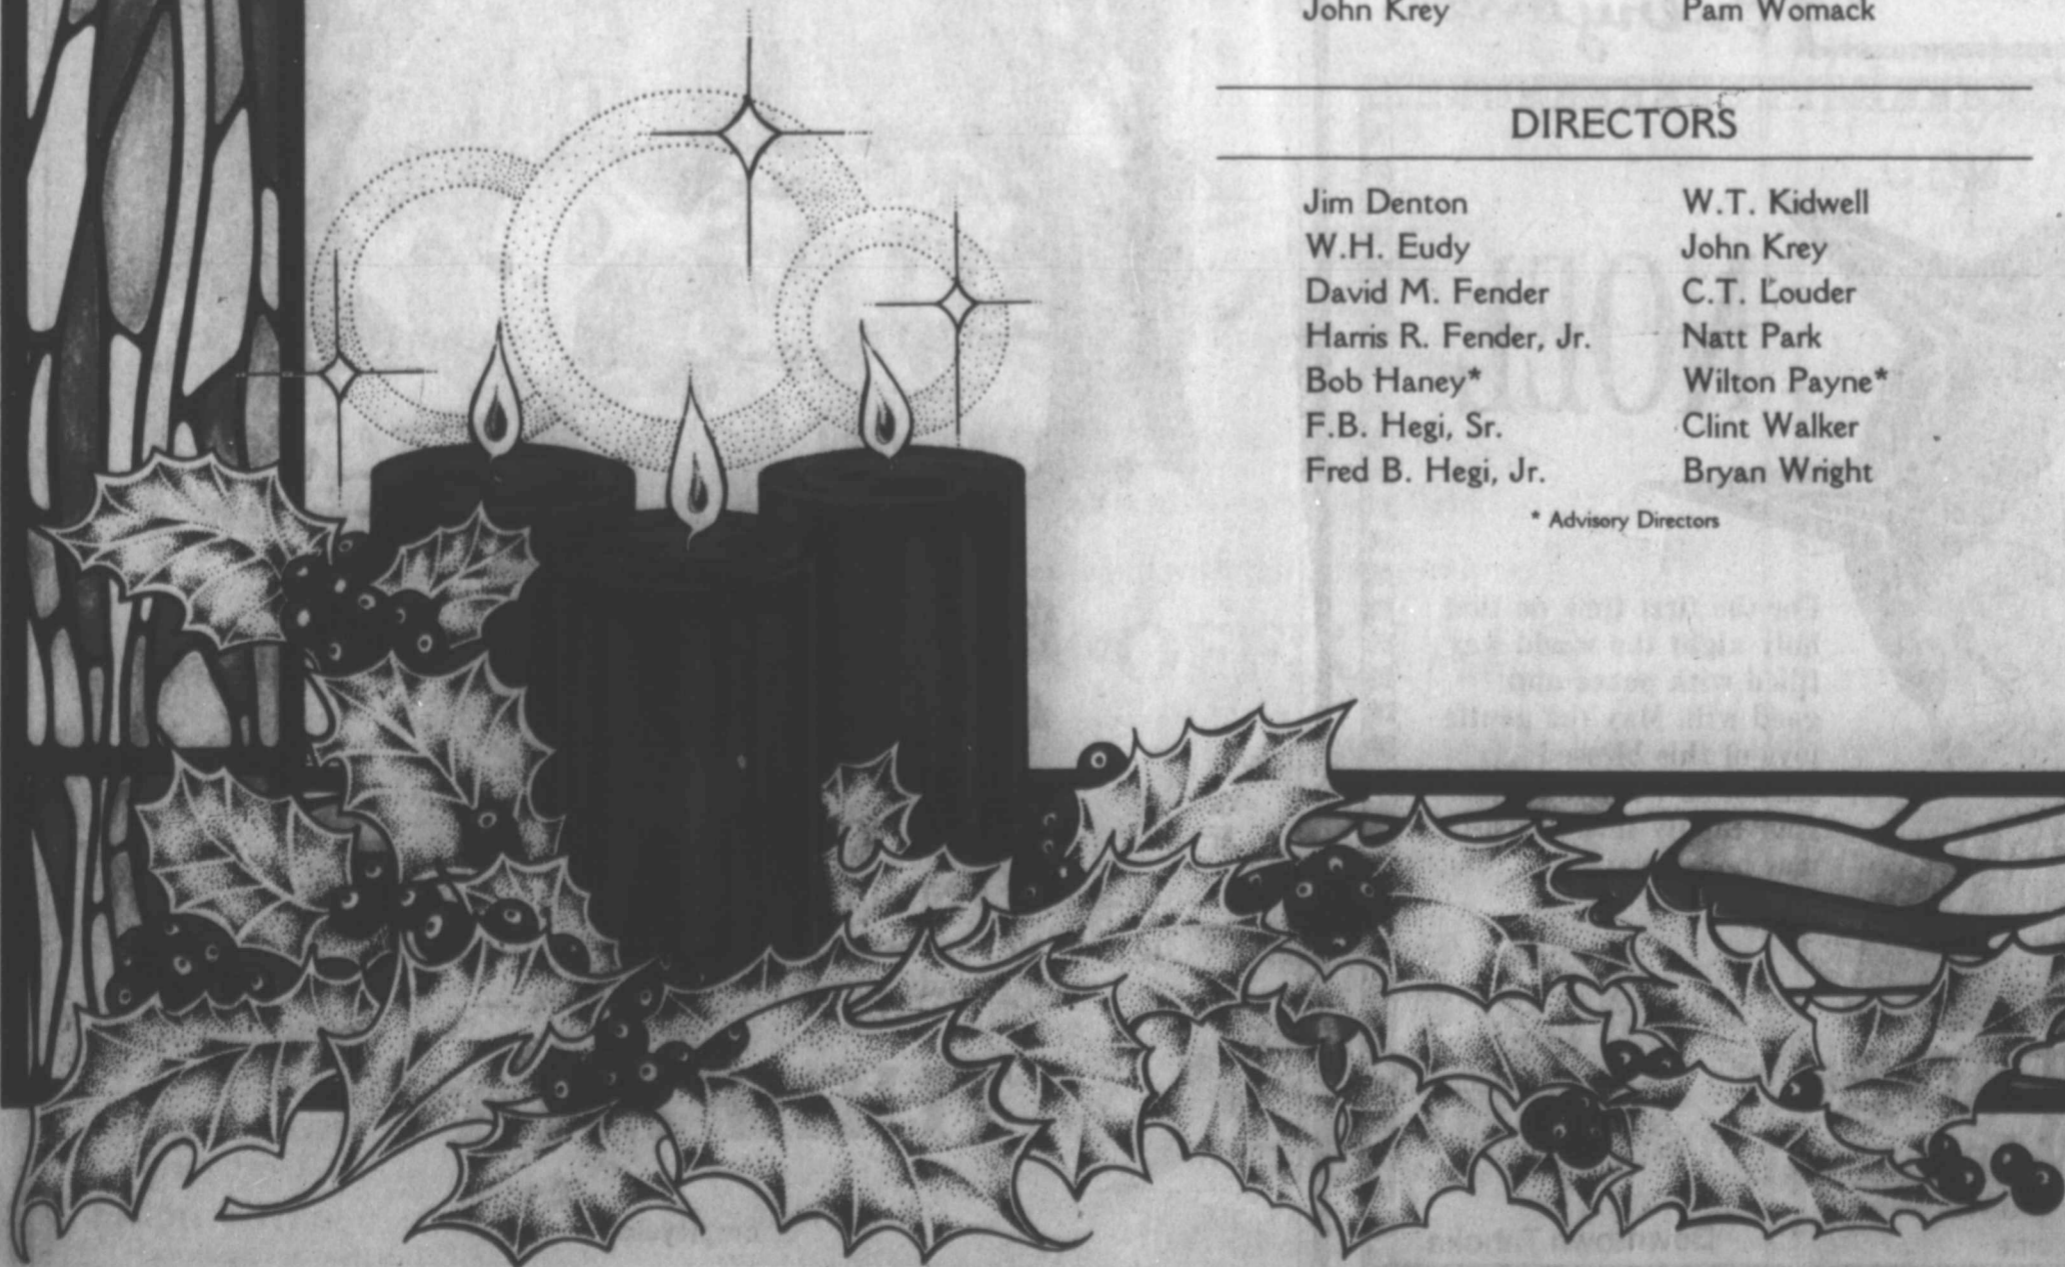 John Krey Pam Womack
DIRECTORS
Jim Denton W.T. Kidwell
W.H. Eudy John Krey
David M. Fender C.T. Louder
Harris R. Fender, Jr. Natt Park
Bob Haney* Wilton Payne*
F.B. Hegi, Sr. Clint Walker
Fred B. Hegi, Jr. Bryan Wright
* Advisory Directors